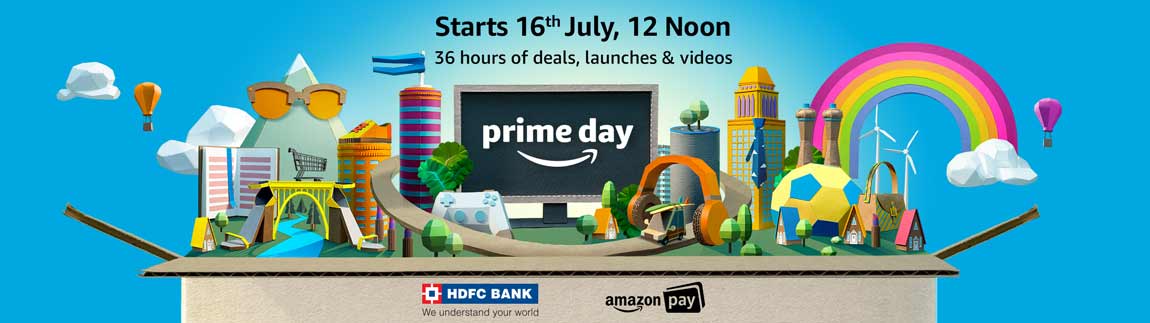 Starts 16th July, 12 Noon
36 hours of deals, launches & videos
prime day
HDFC BANK
We understand your world
amazon pay